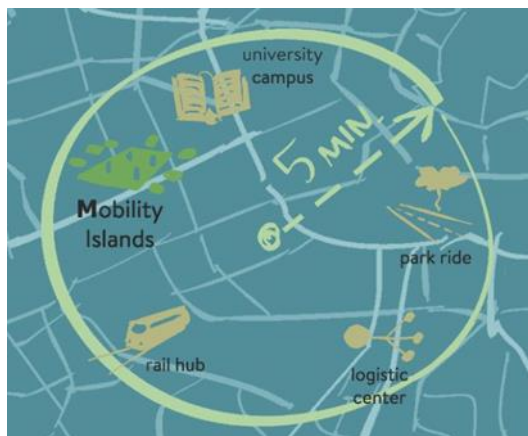 university
campus
5 MIN.
Mobility
Islands
park ride
rail hub
logistic
center